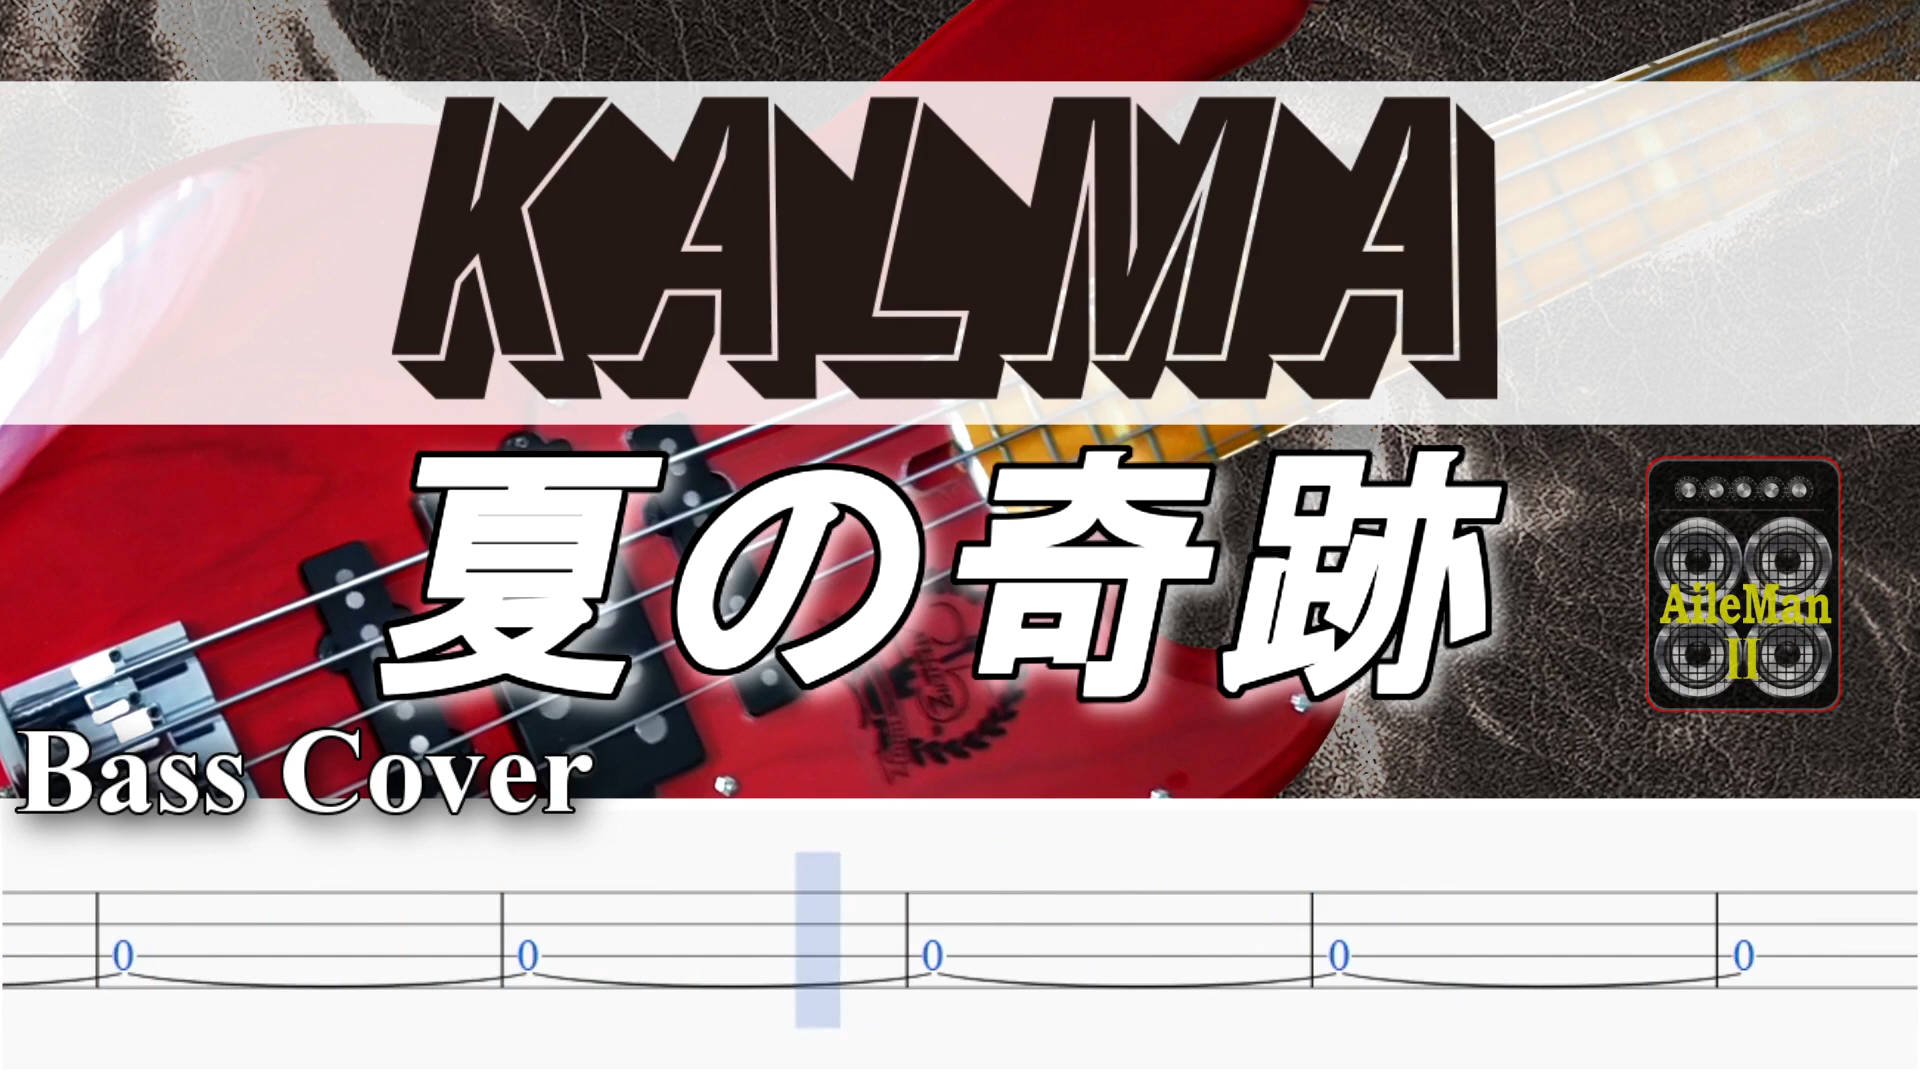 KALMA
夏の奇跡
AileMan
II
Bass Cover
0 0 0 0 0